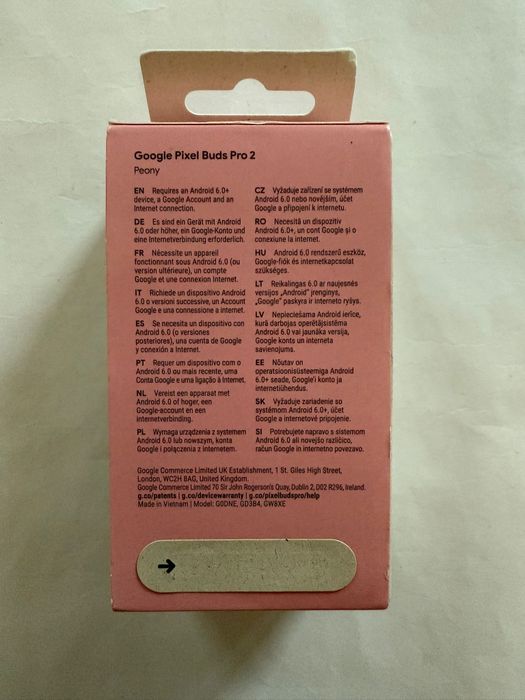 Google Pixel Buds Pro 2
Peony
EN Requires an Android 6.0+
device, a Google Account and an
Internet connection.
DE Es sind ein Gerät mit Android
6.0 oder höher, ein Google-Konto und
eine Internetverbindung erforderlich.
FR Nécessite un appareil
fonctionnant sous Android 6.0 (ou
version ultérieure), un compte
Google et une connexion Internet.
IT Richiede un dispositivo Android
6.0 o versioni successive, un Account
Google e una connessione a internet.
ES Se necesita un dispositivo con
Android 6.0 (o versiones
posteriores), una cuenta de Google
y conexión a Internet.
PT Requer um dispositivo com o
Android 6.0 ou mais recente, uma
Conta Google e uma ligação à Internet.
NL Vereist een apparaat met
Android 6.0 of hoger, een
Google-account en een
internetverbinding.
PL Wymaga urządzenia z systemem
Android 6.0 lub nowszym, konta
Google i połączenia z internetem.
CZ Vyžaduje zařízení se systémem
Android 6.0 nebo novějším, účet
Google a připojení k internetu.
RO Necesită un dispozitiv
Android 6.0+, un cont Google și o
conexiune la internet.
HU Android 6.0 rendszerű eszköz,
Google-fiók és internetkapcsolat
szükséges.
LT Reikalingas 6.0 ar naujesnės
versijos „Android“ įrenginys,
„Google“ paskyra ir interneto ryšys.
LV Nepieciešama Android ierīce,
kurā darbojas operētājsistēma
Android 6.0 vai jaunāka versija,
Google konts un interneta
savienojums.
EE Nõutav on
operatsioonisüsteemiga Android
6.0+ seade, Google'i konto ja
internetiühendus.
SK Vyžaduje zariadenie so
systémom Android 6.0+, účet
Google a internetové pripojenie.
SI Potrebujete napravo s sistemom
Android 6.0 ali novejšo različico,
račun Google in internetno povezavo.
Google Commerce Limited UK Establishment, 1 St. Giles High Street,
London, WC2H 8AG, United Kingdom.
Google Commerce Limited 70 Sir John Rogerson's Quay, Dublin 2, D02 R296, Ireland.
g.co/patents | g.co/devicewarranty | g.co/pixelbudspro/help
Made in Vietnam | Model: G0DNE, GD3B4, GW8XE